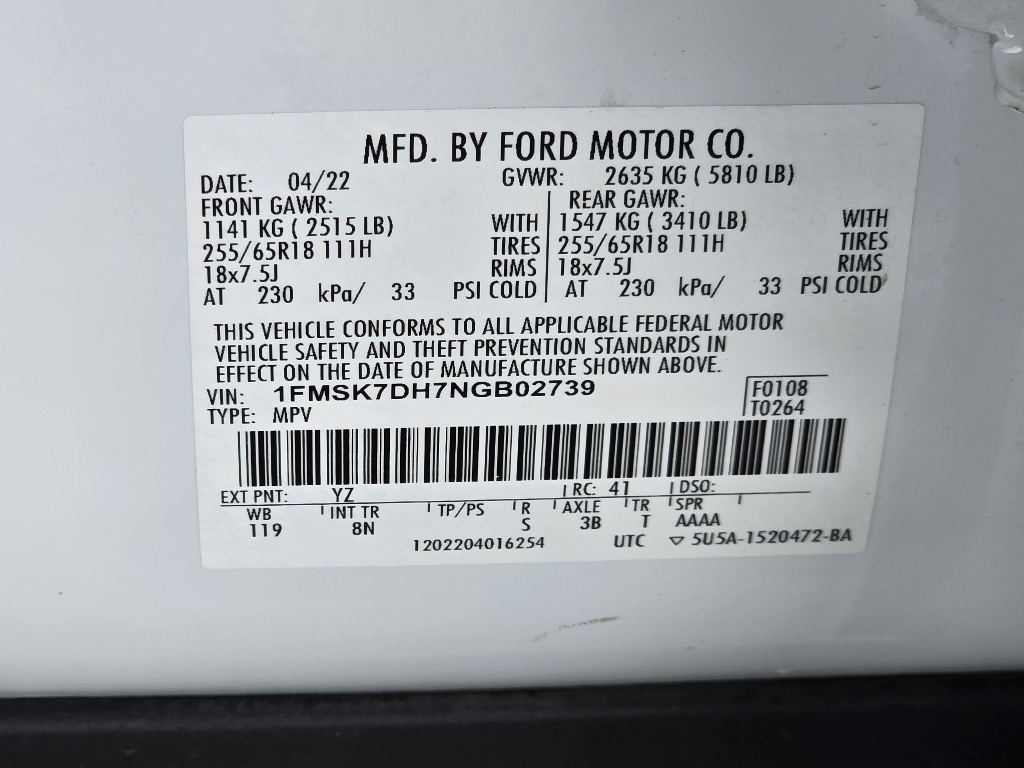 MFD. BY FORD MOTOR CO.
DATE: 04/22 GVWR: 2635 KG ( 5810 LB)
FRONT GAWR: REAR GAWR:
1141 KG ( 2515 LB) WITH 1547 KG ( 3410 LB) WITH
255/65R18 111H TIRES 255/65R18 111H TIRES
18x7.5J RIMS 18x7.5J RIMS
AT 230 kPa/ 33 PSI COLD AT 230 kPa/ 33 PSI COLD
THIS VEHICLE CONFORMS TO ALL APPLICABLE FEDERAL MOTOR
VEHICLE SAFETY AND THEFT PREVENTION STANDARDS IN
EFFECT ON THE DATE OF MANUFACTURE SHOWN ABOVE.
VIN: 1FMSK7DH7NGB02739 F0108
TYPE: MPV T0264
EXT PNT: YZ RC: 41 DSO:
WB INT TR TP/PS R AXLE TR SPR
119 8N S 3B T AAAA
1202204016254 UTC ▽ 5U5A-1520472-BA